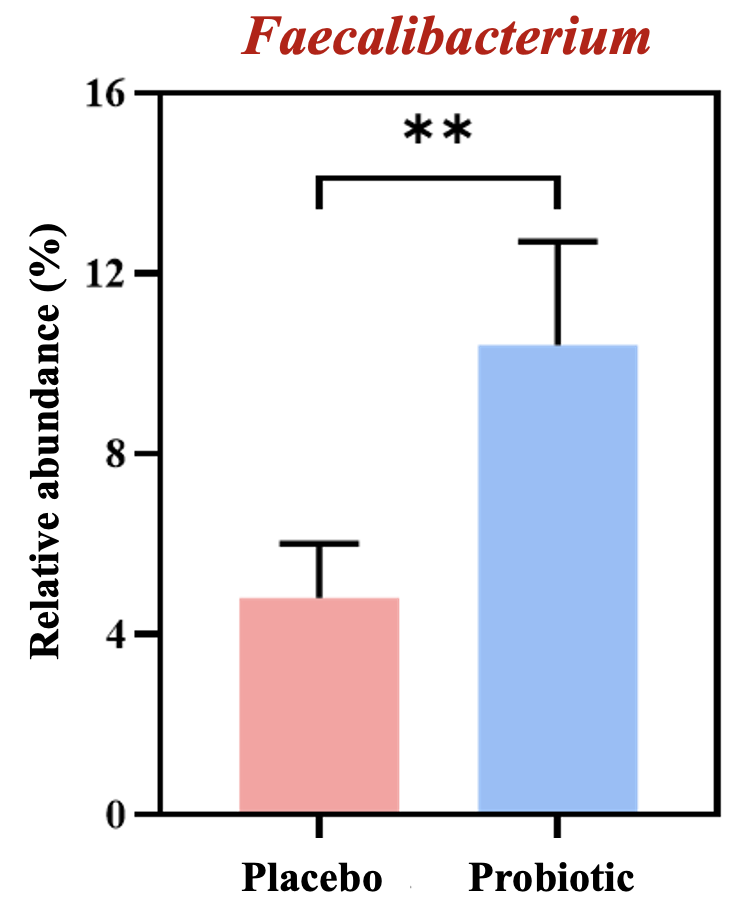 Faecalibacterium
16
**
12
8
4
0
Relative abundance (%)
Placebo Probiotic